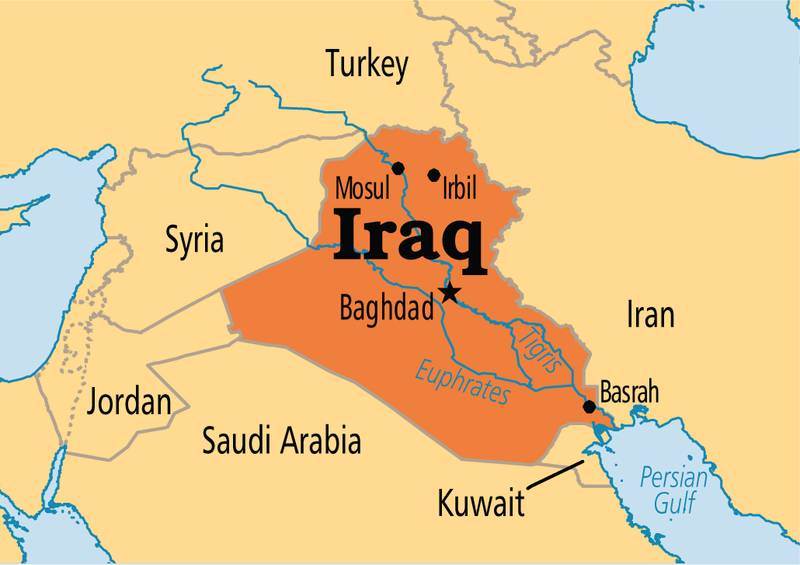 Turkey
Mosul
Irbil
Iraq
Syria
Baghdad
Iran
Tigris
Euphrates
Basrah
Jordan
Saudi Arabia
Kuwait
Persian
Gulf